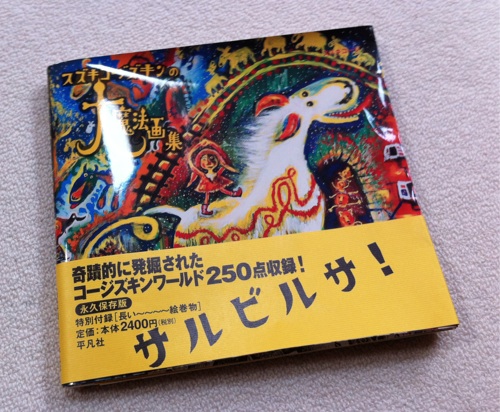 スズキコージズキンの
大魔法画集
奇蹟的に発掘された
コージズキンワールド250点収録！
永久保存版
特別付録［長い〜〜〜〜絵巻物］
定価：本体2400円（税別）
平凡社
サルビルサ！